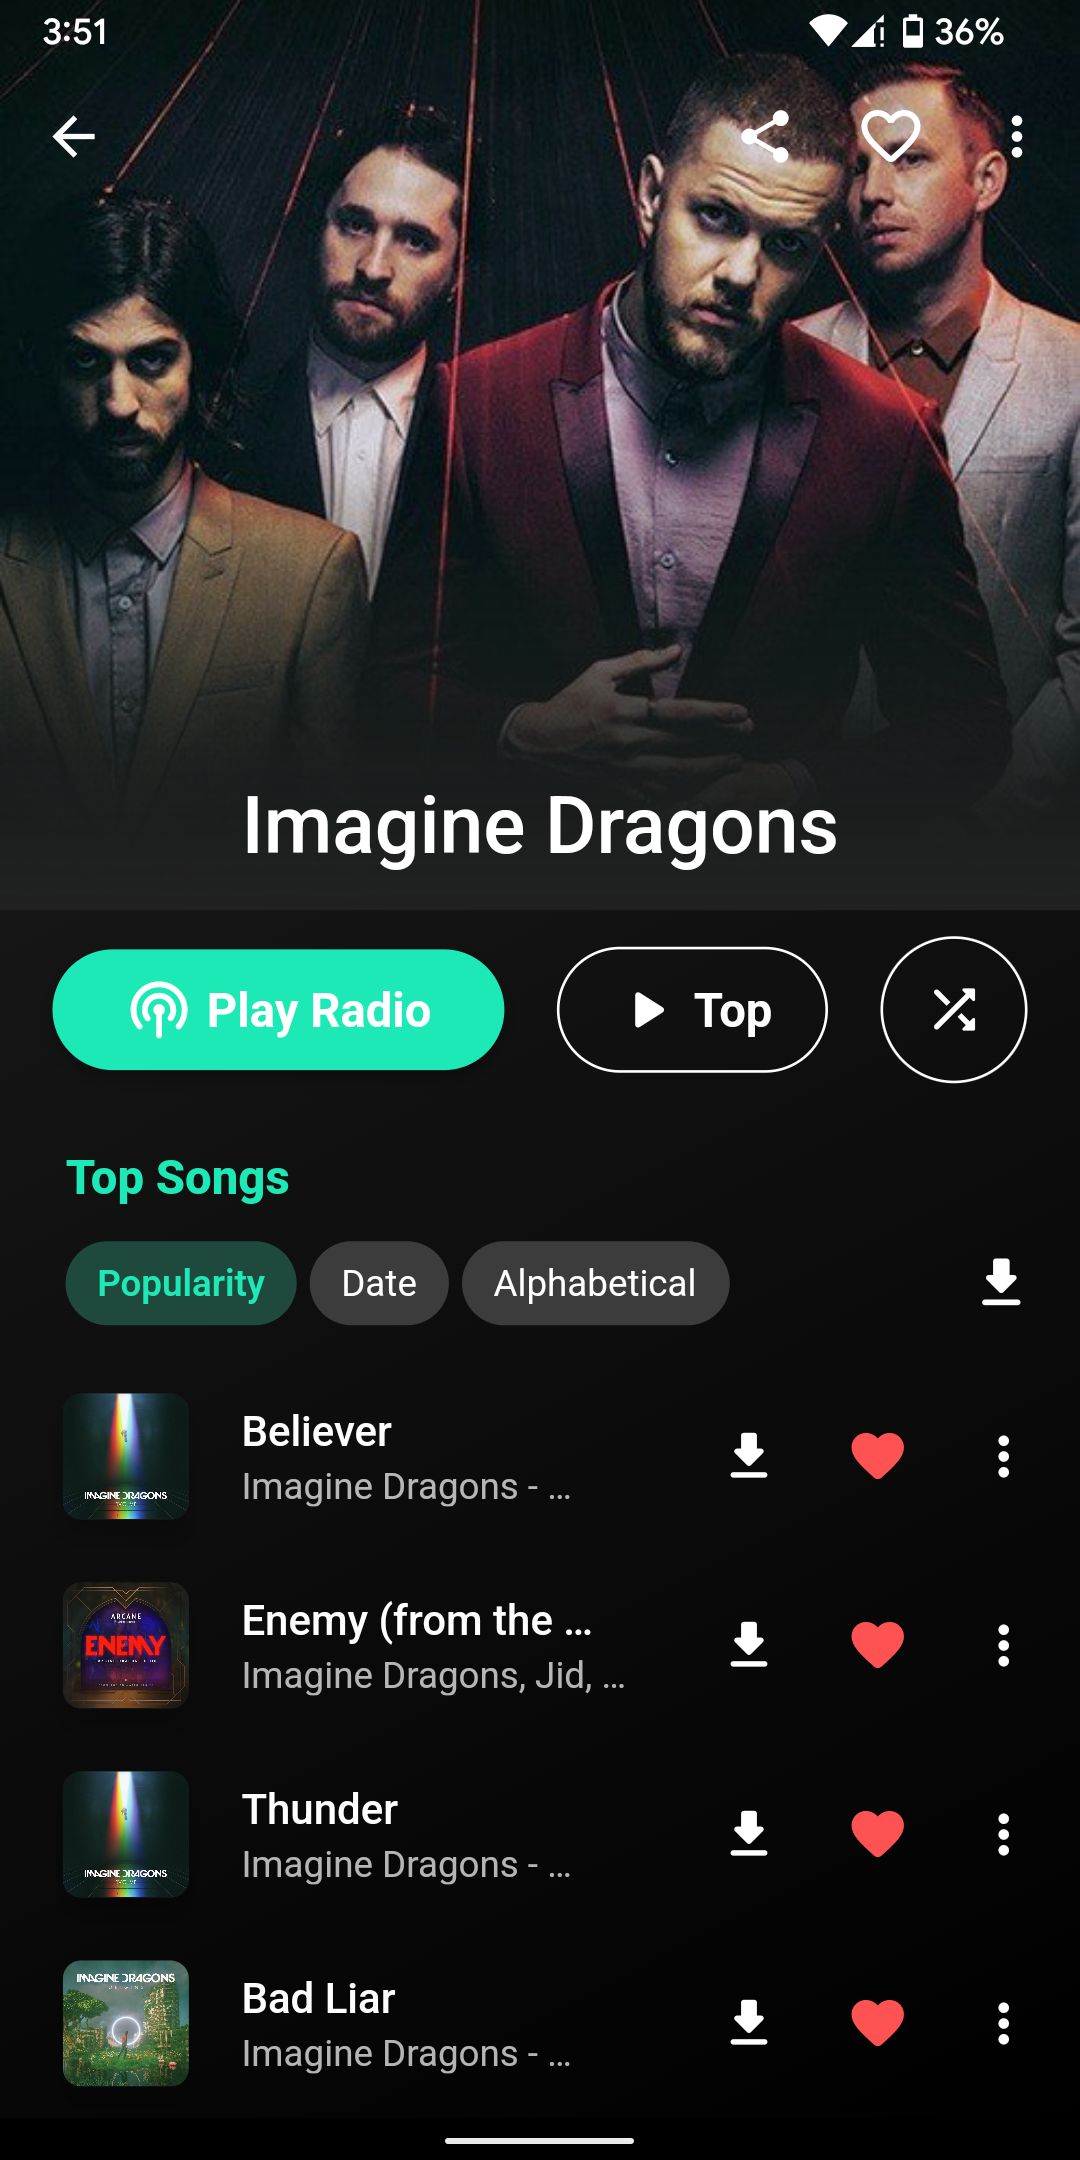 3:51
36%
Imagine Dragons
Play Radio
Top
Top Songs
Popularity
Date
Alphabetical
IMAGINE DRAGONS
Believer
Imagine Dragons - ...
ARCANE
ENEMY
Enemy (from the ...
Imagine Dragons, Jid, ...
IMAGINE DRAGONS
Thunder
Imagine Dragons - ...
IMAGINE DRAGONS
Bad Liar
Imagine Dragons - ...